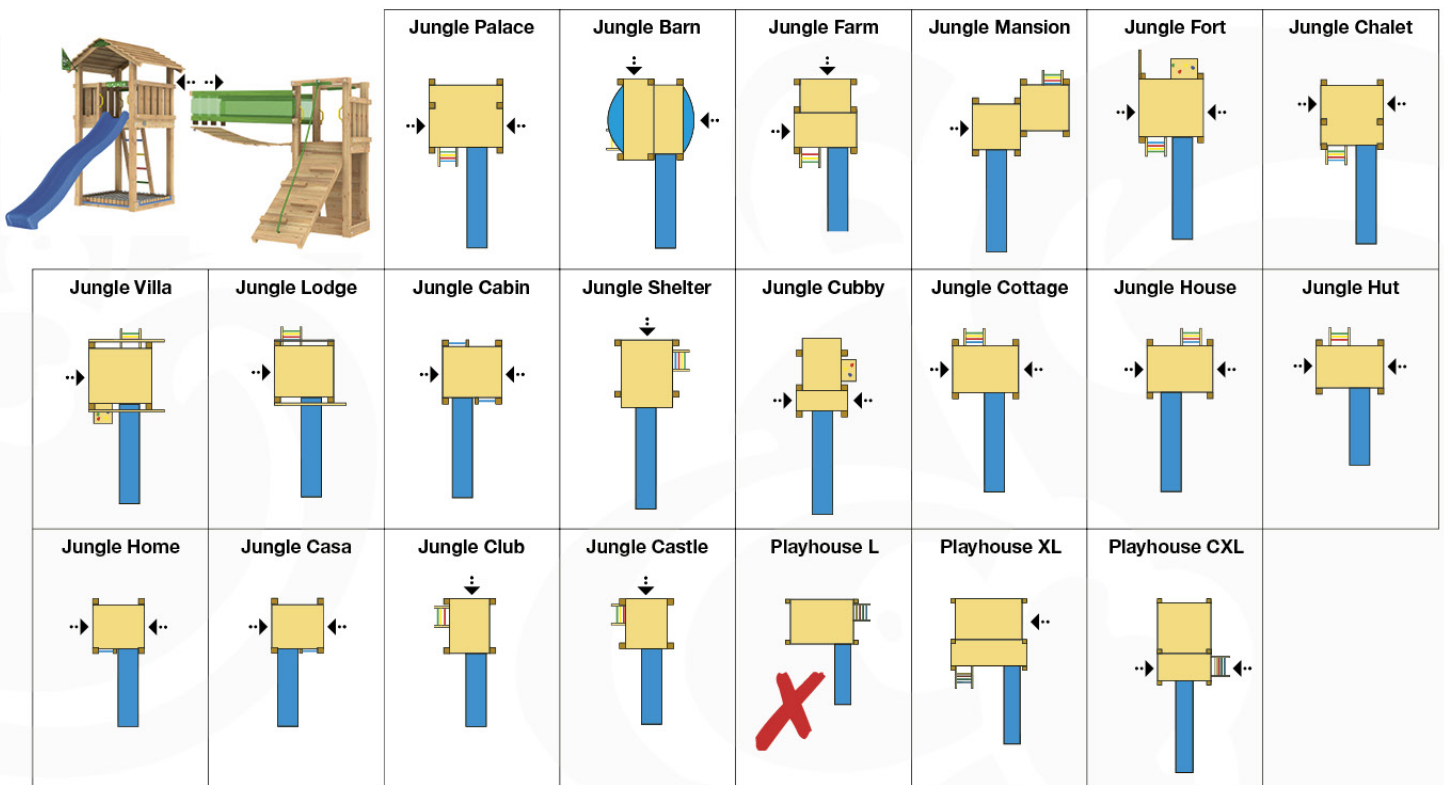 Jungle Palace
Jungle Barn
Jungle Farm
Jungle Mansion
Jungle Fort
Jungle Chalet
Jungle Villa
Jungle Lodge
Jungle Cabin
Jungle Shelter
Jungle Cubby
Jungle Cottage
Jungle House
Jungle Hut
Jungle Home
Jungle Casa
Jungle Club
Jungle Castle
Playhouse L
Playhouse XL
Playhouse CXL